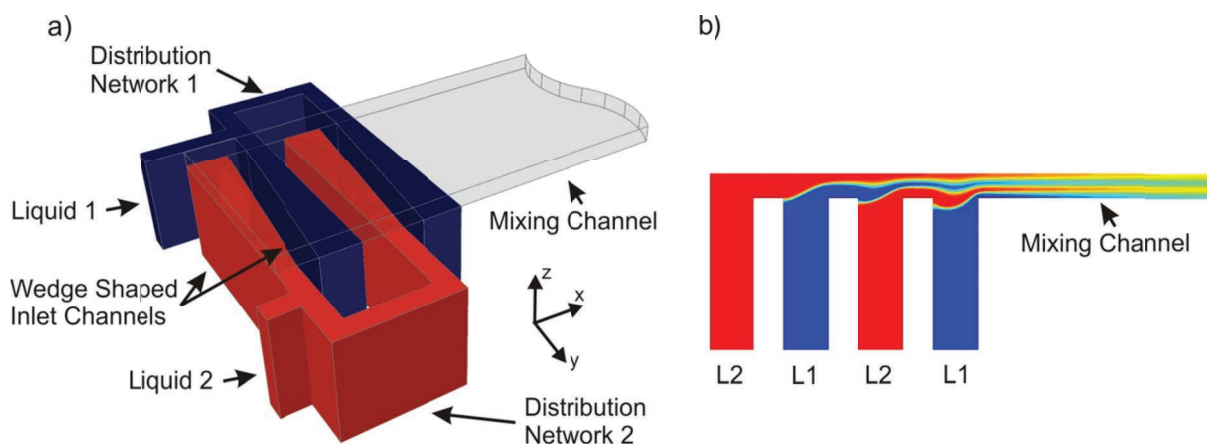 a)
Distribution
Network 1
Liquid 1
Wedge Shaped
Inlet Channels
Liquid 2
Mixing Channel
z
x
y
Distribution
Network 2
b)
Mixing Channel
L2 L1 L2 L1